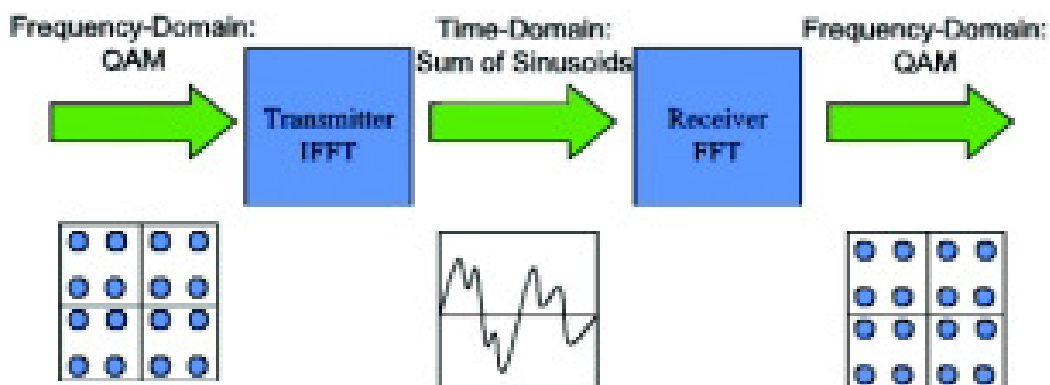 Frequency-Domain:
QAM
Time-Domain:
Sum of Sinusoids
Frequency-Domain:
QAM
Transmitter
IFFT
Receiver
FFT